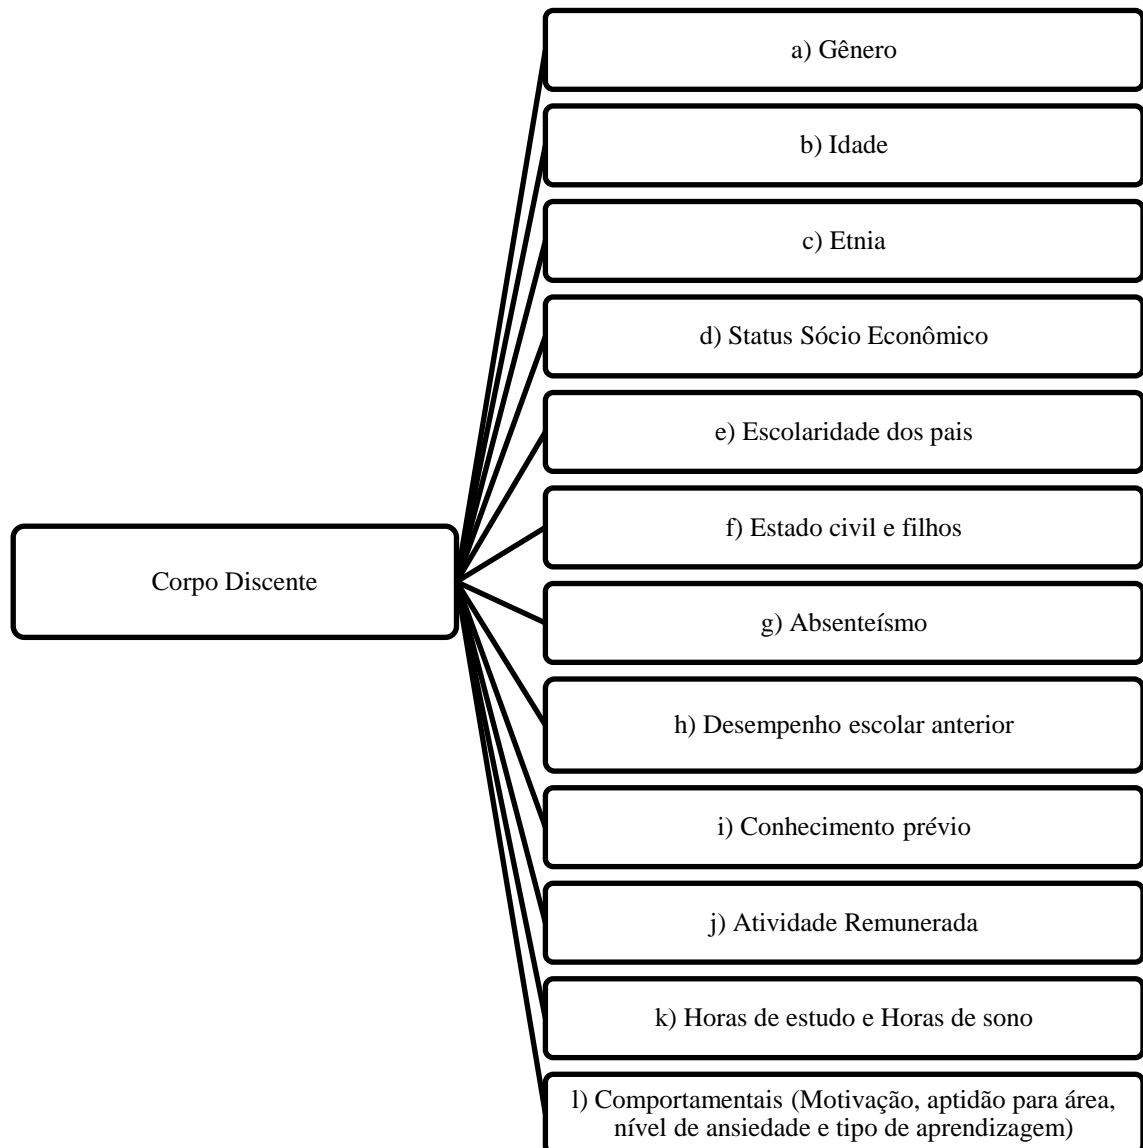 a) Gênero
b) Idade
c) Etnia
d) Status Sócio Econômico
e) Escolaridade dos pais
f) Estado civil e filhos
Corpo Discente
g) Absenteísmo
h) Desempenho escolar anterior
i) Conhecimento prévio
j) Atividade Remunerada
k) Horas de estudo e Horas de sono
l) Comportamentais (Motivação, aptidão para área,
nível de ansiedade e tipo de aprendizagem)